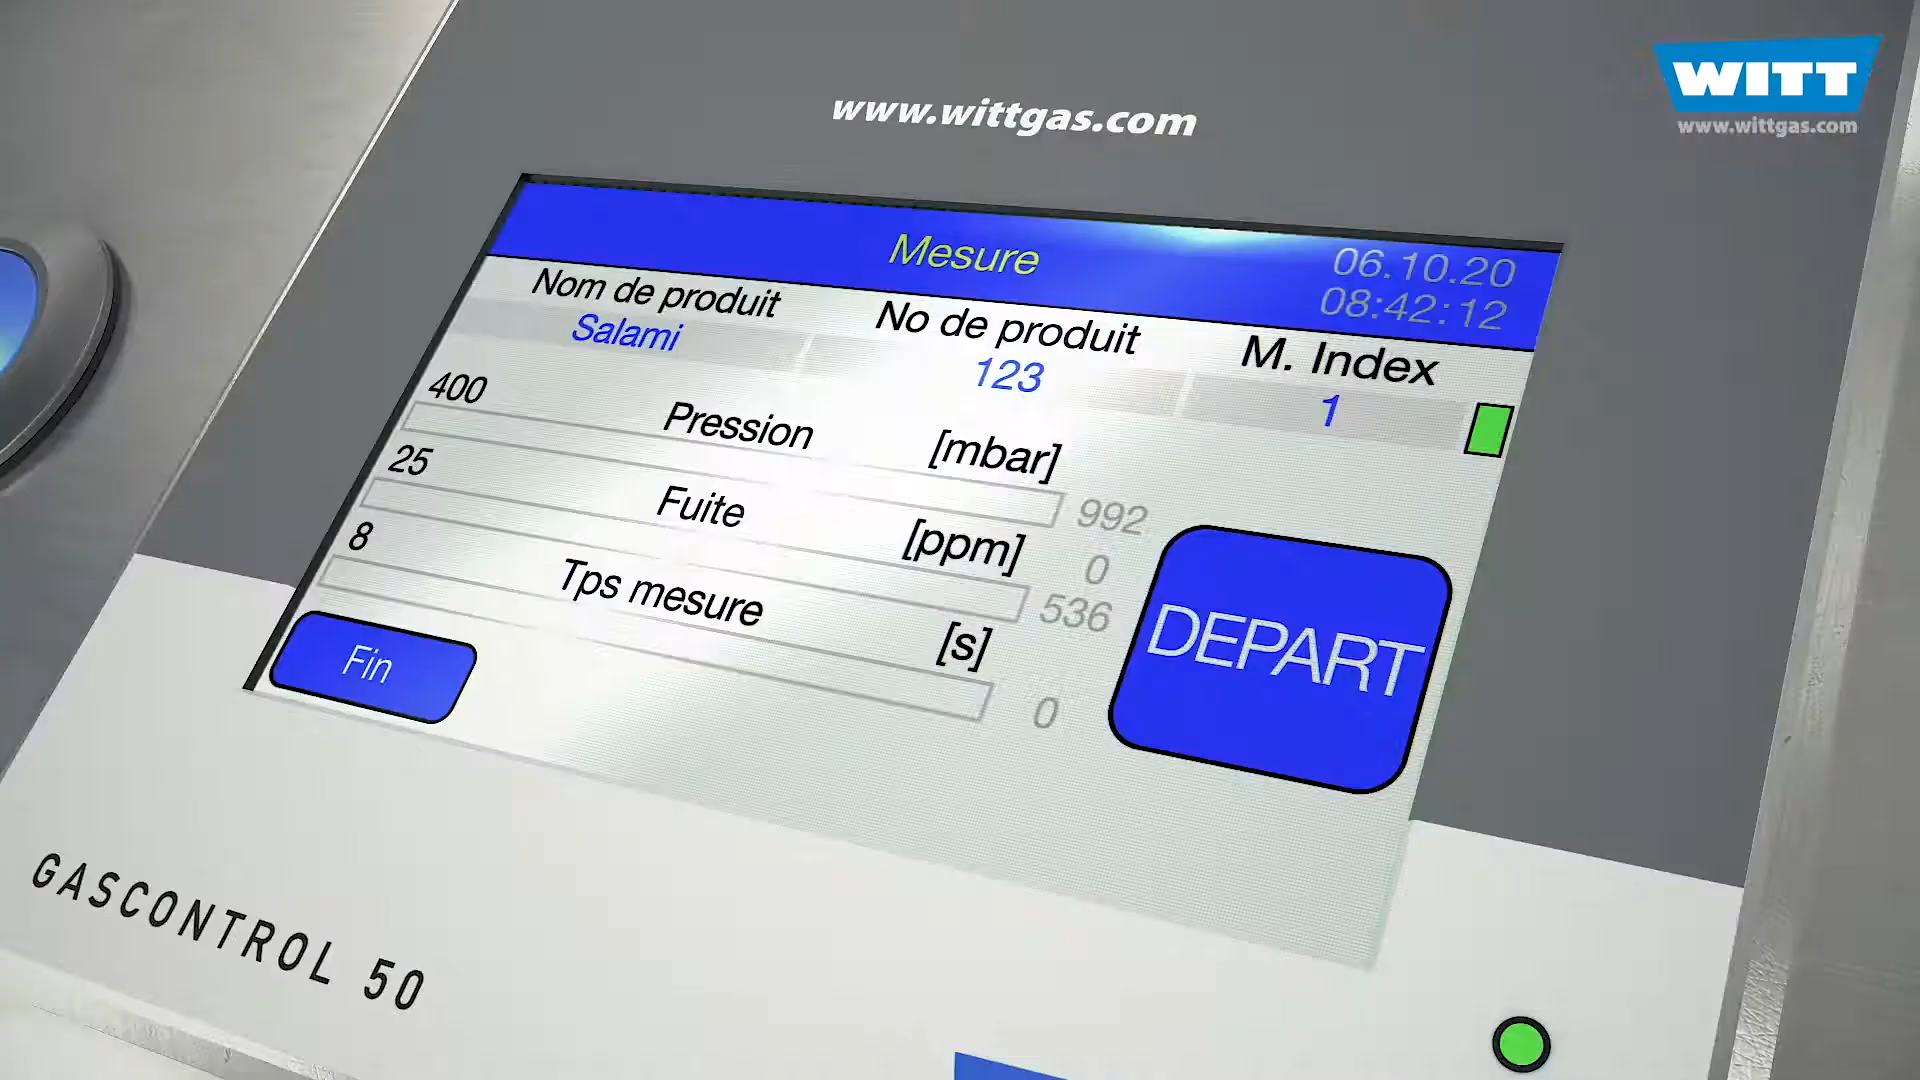 WITT
www.wittgas.com
www.wittgas.com
Mesure
06.10.20
08:42:12
Nom de produit
Salami
No de produit
123
M. Index
1
400
Pression
[mbar]
992
25
Fuite
[ppm]
0
536
8
Tps mesure
[s]
0
Fin
DEPART
GASCONTROL 50